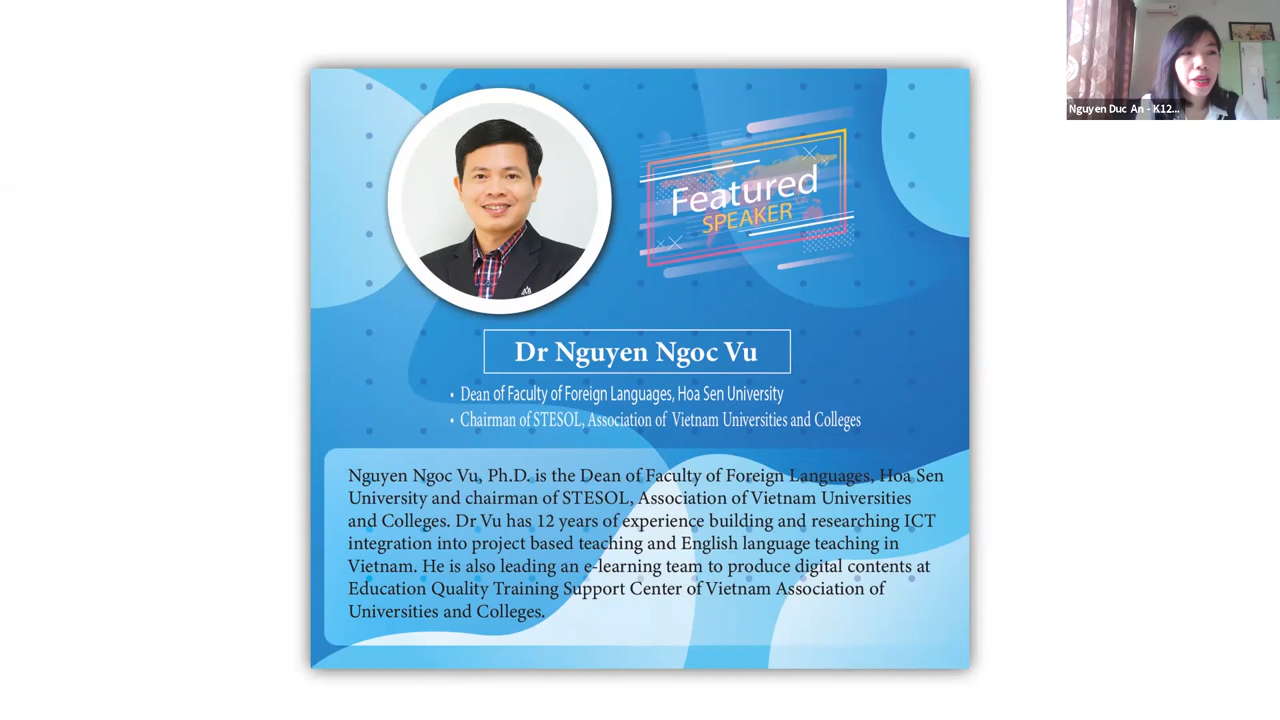 Nguyen Duc An - K12...
Featured
SPEAKER
Dr Nguyen Ngoc Vu
• Dean of Faculty of Foreign Languages, Hoa Sen University
• Chairman of STESOL, Association of Vietnam Universities and Colleges
Nguyen Ngoc Vu, Ph.D. is the Dean of Faculty of Foreign Languages, Hoa Sen
University and chairman of STESOL, Association of Vietnam Universities
and Colleges. Dr Vu has 12 years of experience building and researching ICT
integration into project based teaching and English language teaching in
Vietnam. He is also leading an e-learning team to produce digital contents at
Education Quality Training Support Center of Vietnam Association of
Universities and Colleges.